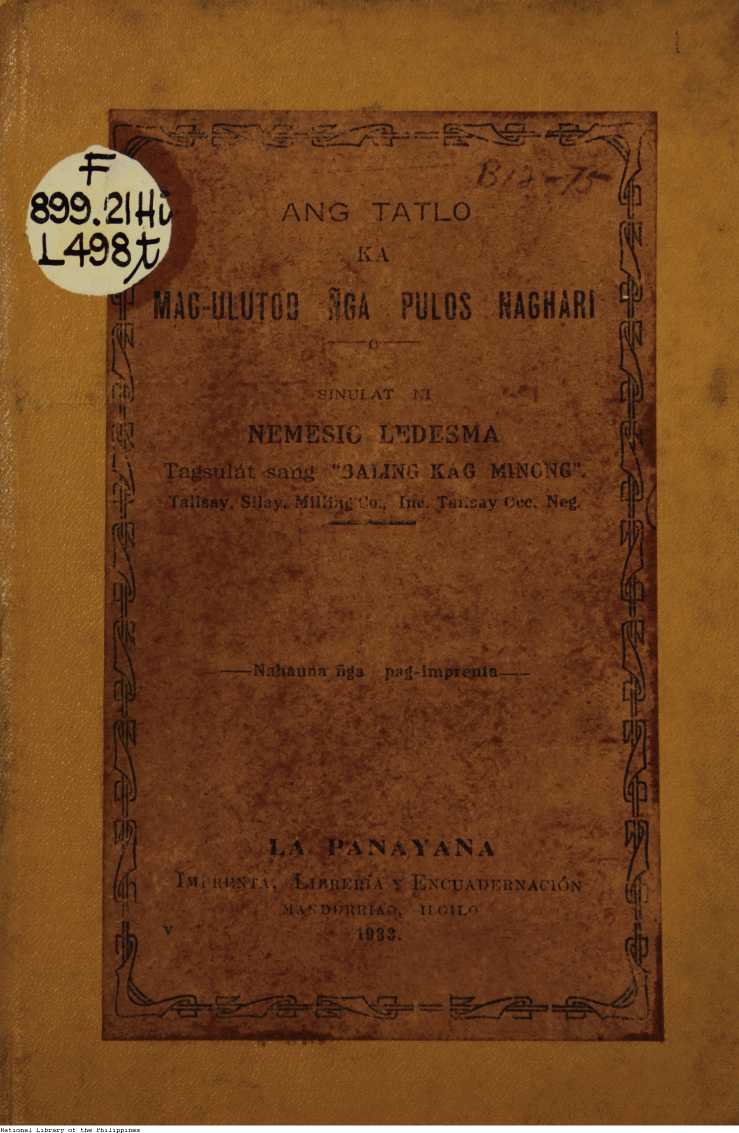 F
899.21Hi
L498t
B12-75
ANG TATLO
KA
MAG-ULUTOD ÑGA PULOS NAGHARI
o
SINULAT NI
NEMESIO LEDESMA
Tagsulát sang "BALING KAG MINONG".
Talisay, Silay, Milling Co., Inc. Talisay Occ. Neg.
Nahauna ñga pag-imprenta
LA PANAYANA
IMPRENTA, LIBRERÍA Y ENCUADERNACIÓN
MANDURRIAO, ILOILO
1933.
V
National Library of the Philippines